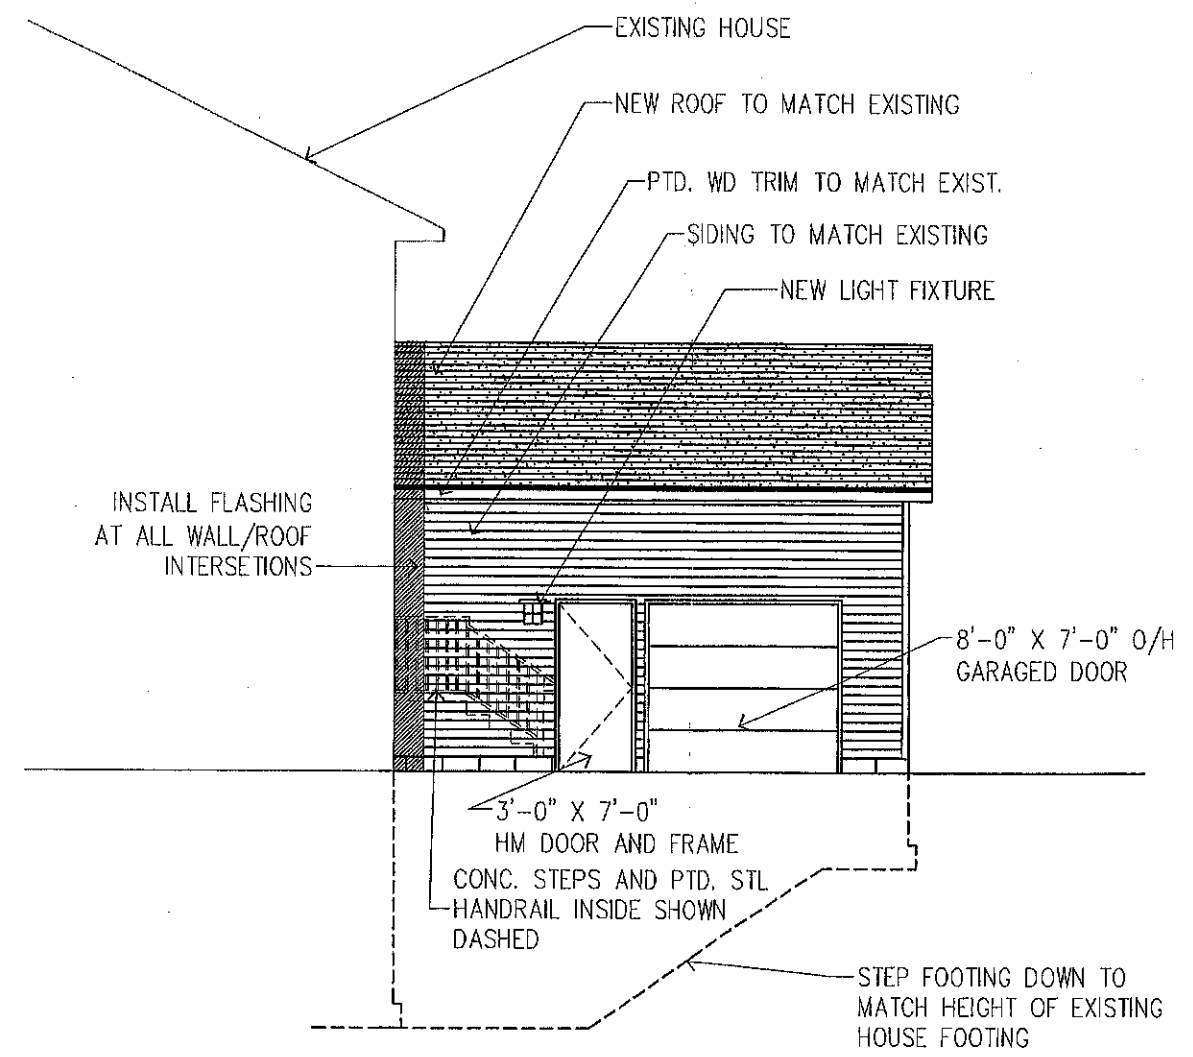 EXISTING HOUSE
NEW ROOF TO MATCH EXISTING
PTD. WD TRIM TO MATCH EXIST.
SIDING TO MATCH EXISTING
NEW LIGHT FIXTURE
INSTALL FLASHING
AT ALL WALL/ROOF
INTERSETIONS
8'-0" X 7'-0" O/H
GARAGED DOOR
3'-0" X 7'-0"
HM DOOR AND FRAME
CONC. STEPS AND PTD. STL
HANDRAIL INSIDE SHOWN
DASHED
STEP FOOTING DOWN TO
MATCH HEIGHT OF EXISTING
HOUSE FOOTING